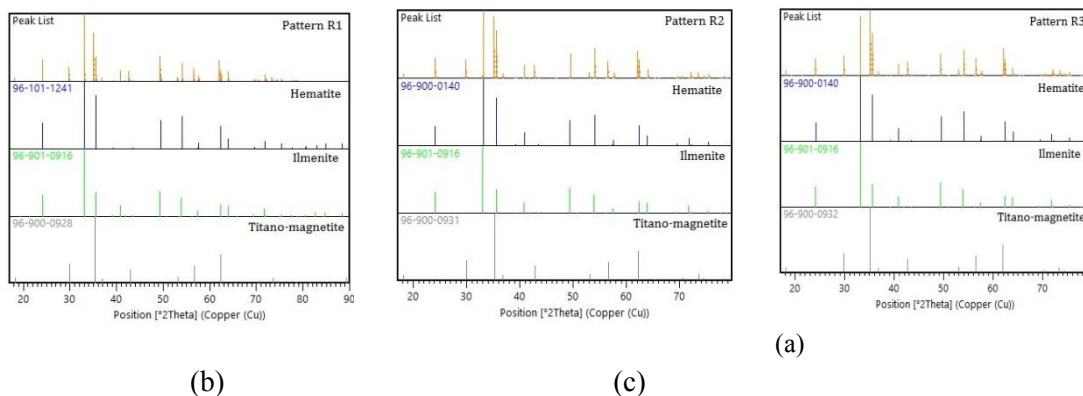 Peak List
Pattern R1
96-101-1241
Hematite
96-901-0916
Ilmenite
96-900-0928
Titano-magnetite
20 30 40 50 60 70 80 90
Position [°2Theta] (Copper (Cu))
Peak List
Pattern R2
96-900-0140
Hematite
96-901-0916
Ilmenite
96-900-0931
Titano-magnetite
20 30 40 50 60 70
Position [°2Theta] (Copper (Cu))
Peak List
Pattern R3
96-900-0140
Hematite
96-901-0916
Ilmenite
96-900-0932
Titano-magnetite
20 30 40 50 60 70
Position [°2Theta] (Copper (Cu))
(a)
(b)
(c)